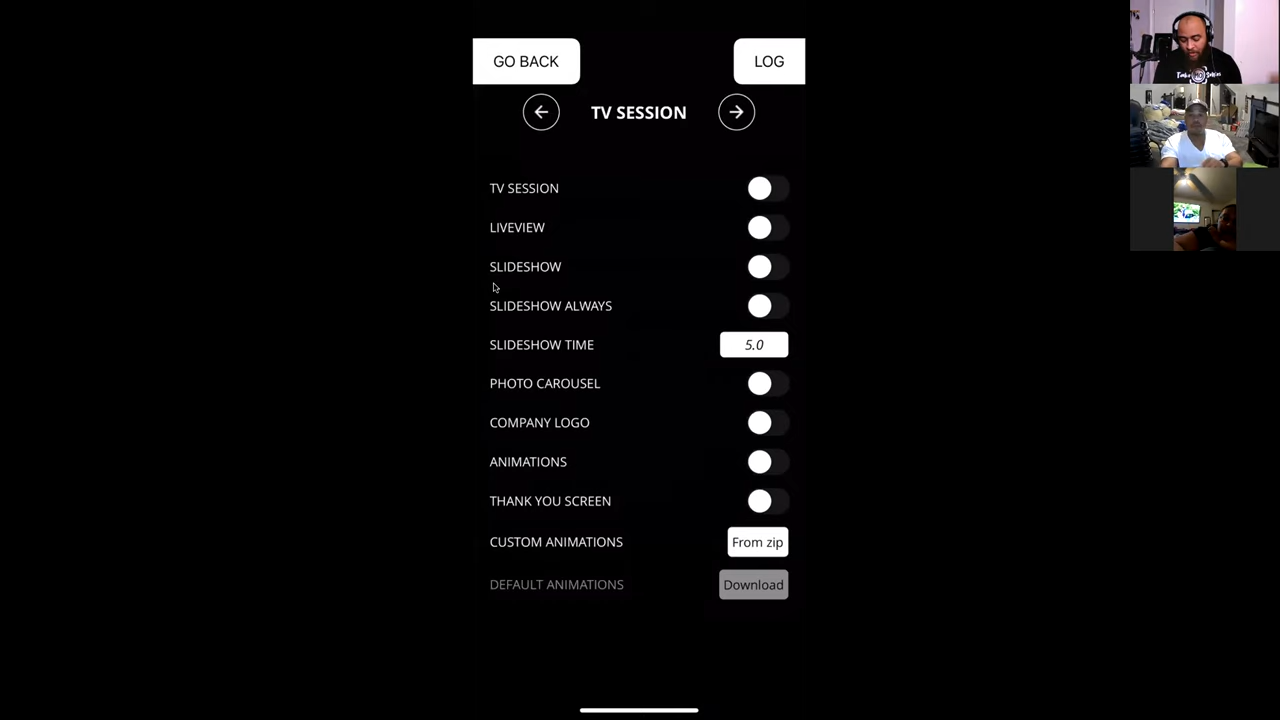 GO BACK
LOG
TV SESSION
TV SESSION
LIVEVIEW
SLIDESHOW
SLIDESHOW ALWAYS
SLIDESHOW TIME 5.0
PHOTO CAROUSEL
COMPANY LOGO
ANIMATIONS
THANK YOU SCREEN
CUSTOM ANIMATIONS From zip
DEFAULT ANIMATIONS Download